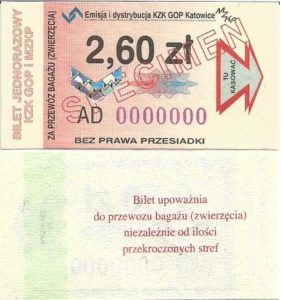 BILET JEDNORAZOWY
KZK GOP I MZKP
ZA PRZEWÓZ BAGAŻU (ZWIERZĘCIA)
Emisja i dystrybucja KZK GOP Katowice
2,60 zł
SPECIMEN
TU KASOWAĆ
AD 0000000
BEZ PRAWA PRZESIADKI
Bilet upoważnia
do przewozu bagażu (zwierzęcia)
niezależnie od ilości
przekroczonych stref